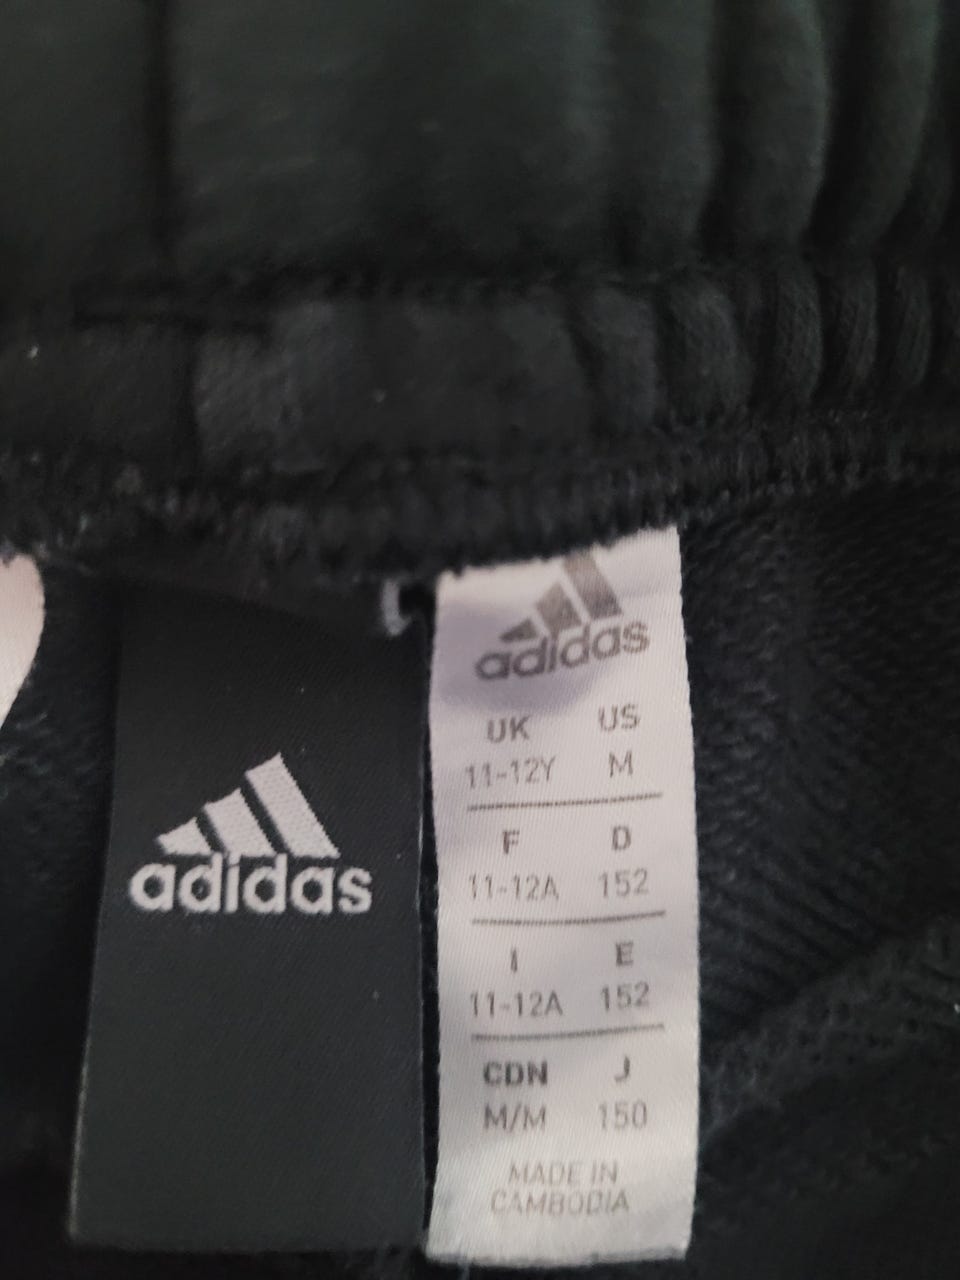 adidas
adidas
UK US
11-12Y M
F D
11-12A 152
I E
11-12A 152
CDN J
M/M 150
MADE IN
CAMBODIA